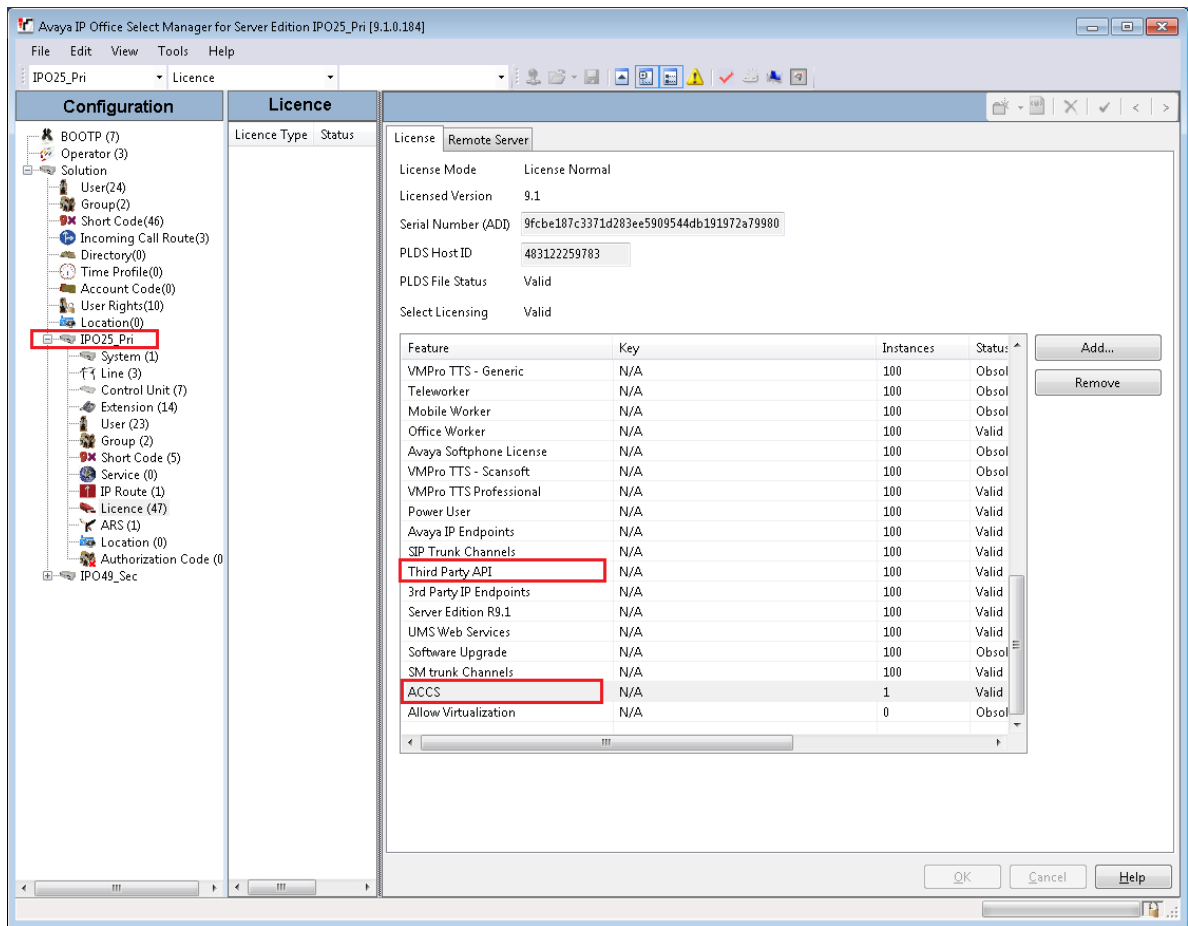 Avaya IP Office Select Manager for Server Edition IPO25_Pri [9.1.0.184]
File Edit View Tools Help
IPO25_Pri Licence
Configuration
BOOTP (7)
Operator (3)
Solution
User(24)
Group(2)
Short Code(46)
Incoming Call Route(3)
Directory(0)
Time Profile(0)
Account Code(0)
User Rights(10)
Location(0)
IPO25_Pri
System (1)
Line (3)
Control Unit (7)
Extension (14)
User (23)
Group (2)
Short Code (5)
Service (0)
IP Route (1)
Licence (47)
ARS (1)
Location (0)
Authorization Code (0
IPO49_Sec
Licence
Licence Type Status
License Remote Server
License Mode License Normal
Licensed Version 9.1
Serial Number (ADI) 9fcbe187c3371d283ee5909544db191972a79980
PLDS Host ID 483122259783
PLDS File Status Valid
Select Licensing Valid
Feature Key Instances Status
VMPro TTS - Generic N/A 100 Obsol
Teleworker N/A 100 Obsol
Mobile Worker N/A 100 Obsol
Office Worker N/A 100 Valid
Avaya Softphone License N/A 100 Obsol
VMPro TTS - Scansoft N/A 100 Obsol
VMPro TTS Professional N/A 100 Valid
Power User N/A 100 Valid
Avaya IP Endpoints N/A 100 Valid
SIP Trunk Channels N/A 100 Valid
Third Party API N/A 100 Valid
3rd Party IP Endpoints N/A 100 Valid
Server Edition R9.1 N/A 100 Valid
UMS Web Services N/A 100 Valid
Software Upgrade N/A 100 Obsol
SM trunk Channels N/A 100 Valid
ACCS N/A 1 Valid
Allow Virtualization N/A 0 Obsol
Add...
Remove
OK Cancel Help